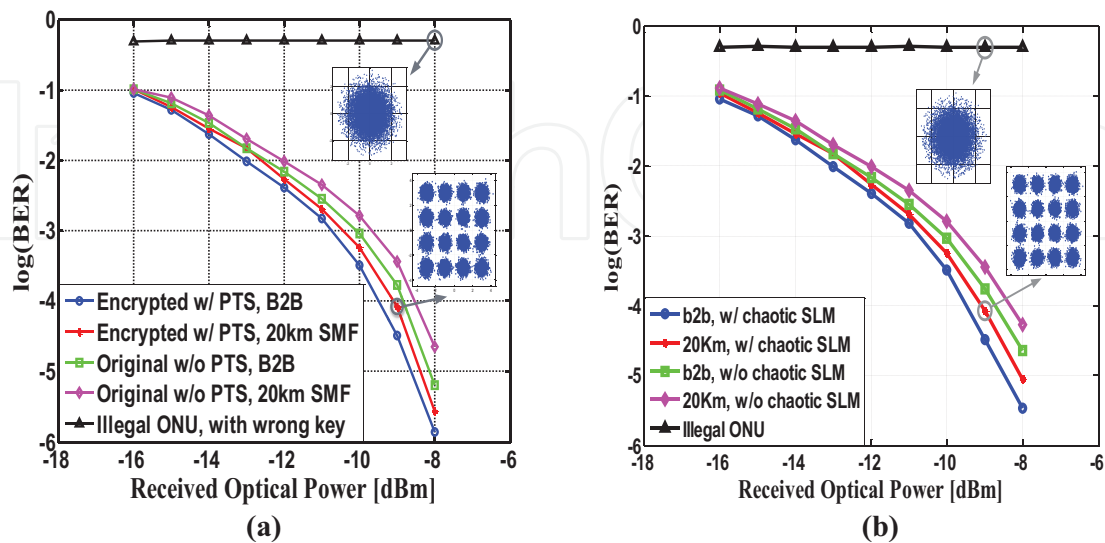 0
-1
-2
-3
-4
-5
-6
log(BER)
Encrypted w/ PTS, B2B
Encrypted w/ PTS, 20km SMF
Original w/o PTS, B2B
Original w/o PTS, 20km SMF
Illegal ONU, with wrong key
-18
-16
-14
-12
-10
-8
-6
Received Optical Power [dBm]
(a)
0
-1
-2
-3
-4
-5
-6
log(BER)
b2b, w/ chaotic SLM
20Km, w/ chaotic SLM
b2b, w/o chaotic SLM
20Km, w/o chaotic SLM
Illegal ONU
-18
-16
-14
-12
-10
-8
-6
Received Optical Power [dBm]
(b)